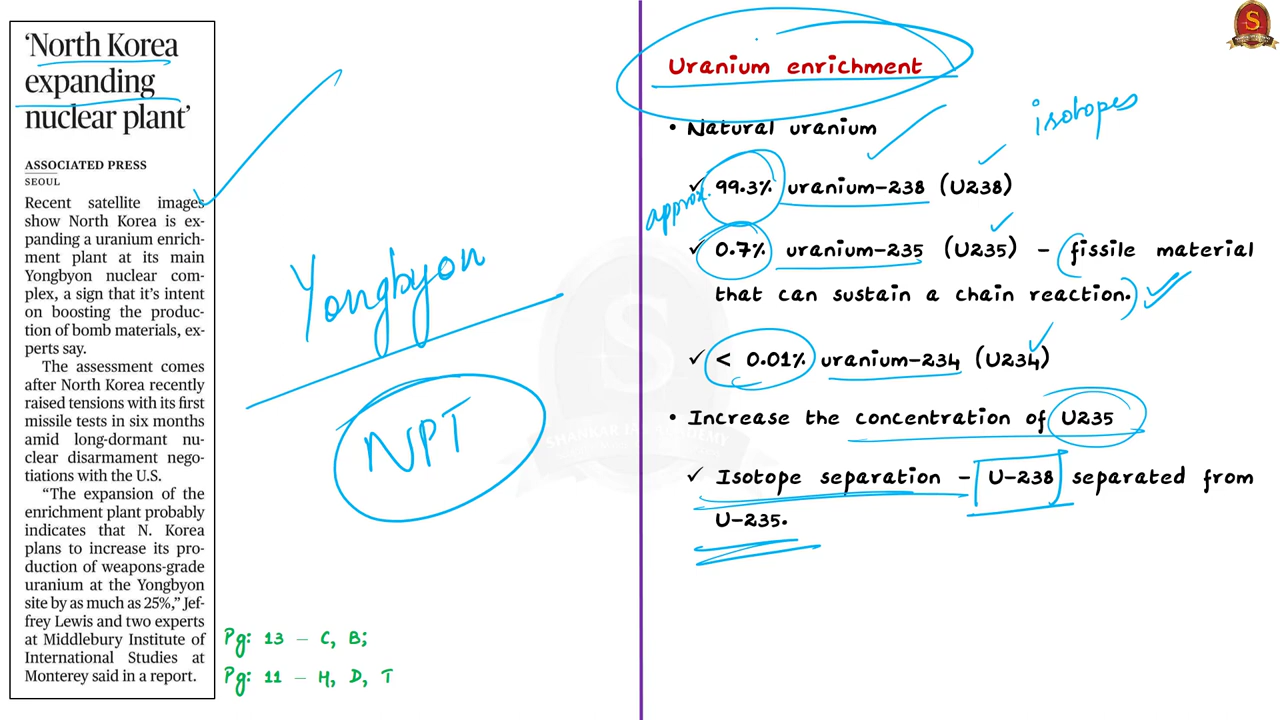 ‘North Korea
expanding
nuclear plant’
ASSOCIATED PRESS
SEOUL
Recent satellite images
show North Korea is ex-
panding a uranium enrich-
ment plant at its main
Yongbyon nuclear com-
plex, a sign that it’s intent
on boosting the produc-
tion of bomb materials, ex-
perts say.
The assessment comes
after North Korea recently
raised tensions with its first
missile tests in six months
amid long-dormant nu-
clear disarmament nego-
tiations with the U.S.
“The expansion of the
enrichment plant probably
indicates that N. Korea
plans to increase its pro-
duction of weapons-grade
uranium at the Yongbyon
site by as much as 25%,” Jef-
frey Lewis and two experts
at Middlebury Institute of
International Studies at
Monterey said in a report.
Yongbyon
NPT
Pg: 13 – C, B;
Pg: 11 – H, D, T
Uranium enrichment
• Natural uranium
isotopes
✓ 99.3% uranium-238 (U238)
approx.
✓ 0.7% uranium-235 (U235) – (fissile material
that can sustain a chain reaction.)
✓ < 0.01% uranium-234 (U234)
• Increase the concentration of U235
✓ Isotope separation – U-238 separated from
U-235.
S
SHANKAR IAS ACADEMY
S